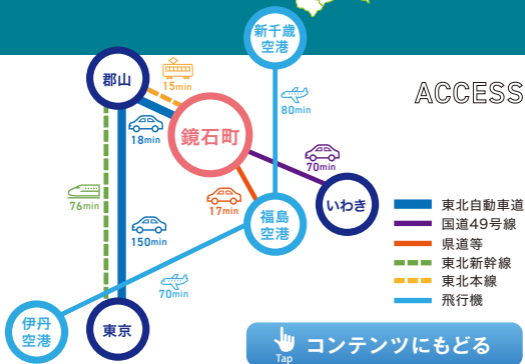 新千歳
空港
郡山
15min
80min
ACCESS
18min
鏡石町
70min
76min
17min
いわき
福島
空港
150min
70min
伊丹
空港
東京
東北自動車道
国道49号線
県道等
東北新幹線
東北本線
飛行機
Tap
コンテンツにもどる